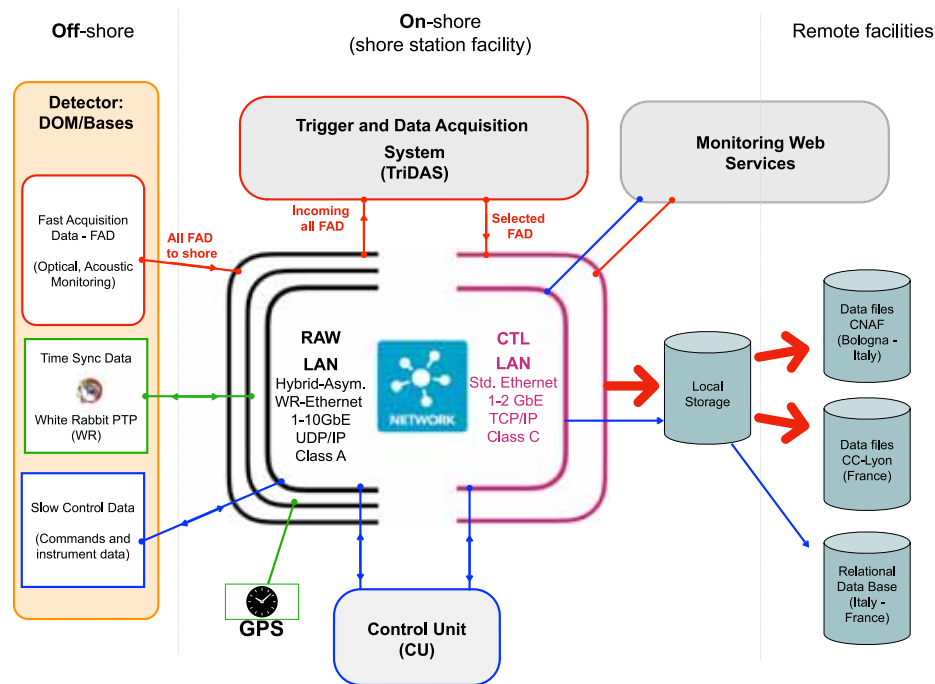 Off-shore
On-shore
(shore station facility)
Remote facilities
Detector:
DOM/Bases
Fast Acquisition
Data - FAD
(Optical, Acoustic
Monitoring)
All FAD
to shore
Time Sync Data
White Rabbit PTP
(WR)
Slow Control Data
(Commands and
instrument data)
Trigger and Data Acquisition
System
(TriDAS)
Incoming
all FAD
Selected
FAD
Monitoring Web
Services
RAW
LAN
Hybrid-Asym.
WR-Ethernet
1-10GbE
UDP/IP
Class A
NETWORK
CTL
LAN
Std. Ethernet
1-2 GbE
TCP/IP
Class C
GPS
Control Unit
(CU)
Local
Storage
Data files
CNAF
(Bologna -
Italy)
Data files
CC-Lyon
(France)
Relational
Data Base
(Italy -
France)